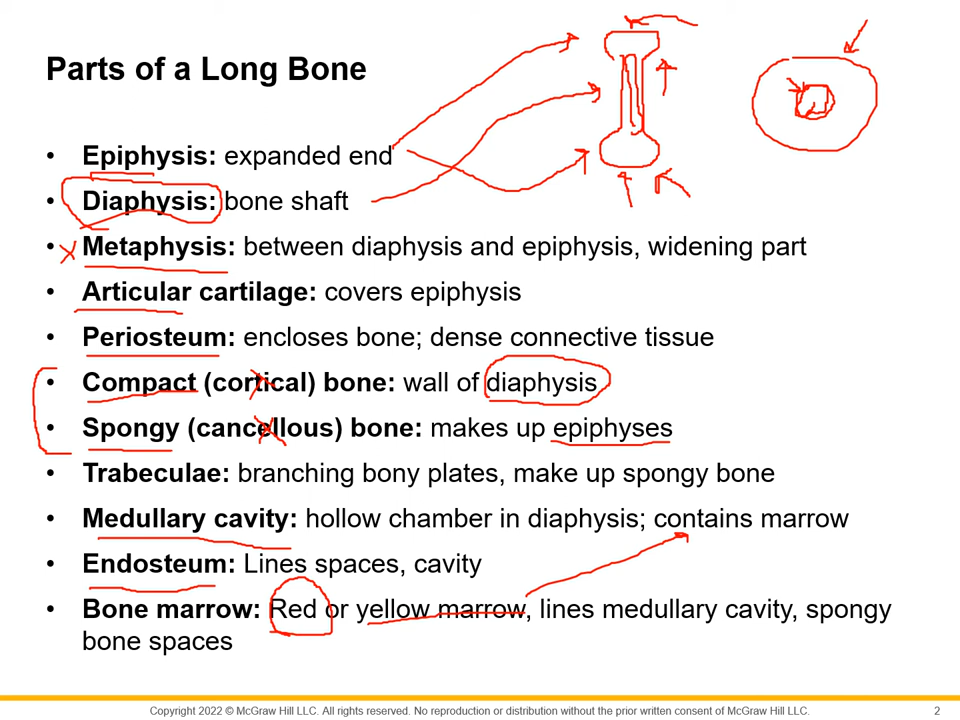 Parts of a Long Bone
• Epiphysis: expanded end
• Diaphysis: bone shaft
• Metaphysis: between diaphysis and epiphysis, widening part
• Articular cartilage: covers epiphysis
• Periosteum: encloses bone; dense connective tissue
• Compact (cortical) bone: wall of diaphysis
• Spongy (cancellous) bone: makes up epiphyses
• Trabeculae: branching bony plates, make up spongy bone
• Medullary cavity: hollow chamber in diaphysis; contains marrow
• Endosteum: Lines spaces, cavity
• Bone marrow: Red or yellow marrow, lines medullary cavity, spongy
bone spaces
Copyright 2022 © McGraw Hill LLC. All rights reserved. No reproduction or distribution without the prior written consent of McGraw Hill LLC.
2